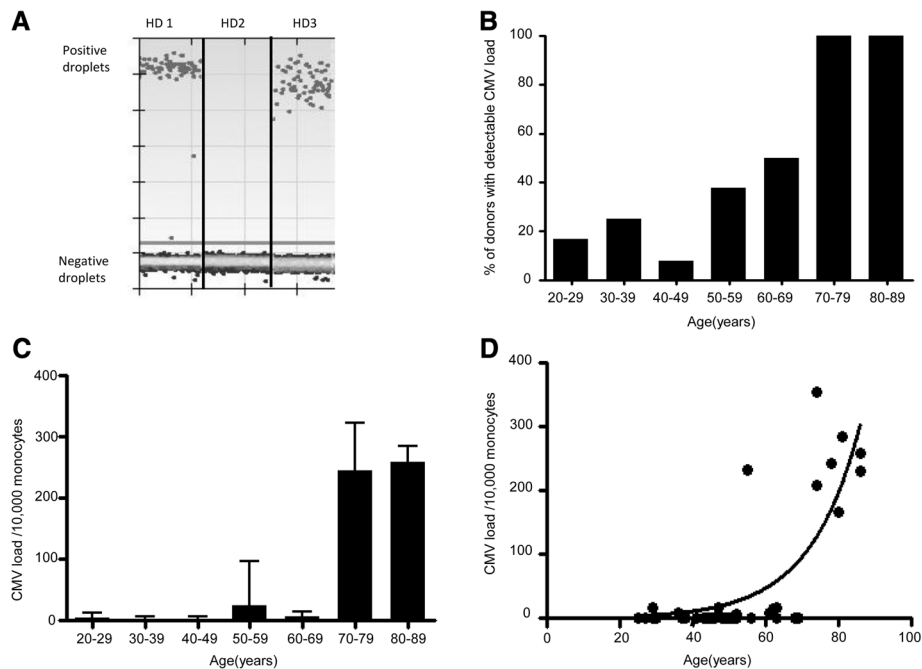 A
HD 1 HD2 HD3
Positive
droplets
Negative
droplets
B
% of donors with detectable CMV load
100
80
60
40
20
0
20-29 30-39 40-49 50-59 60-69 70-79 80-89
Age(years)
C
CMV load /10,000 monocytes
400
300
200
100
0
20-29 30-39 40-49 50-59 60-69 70-79 80-89
Age(years)
D
CMV load /10,000 monocytes
400
300
200
100
0
0 20 40 60 80 100
Age(years)